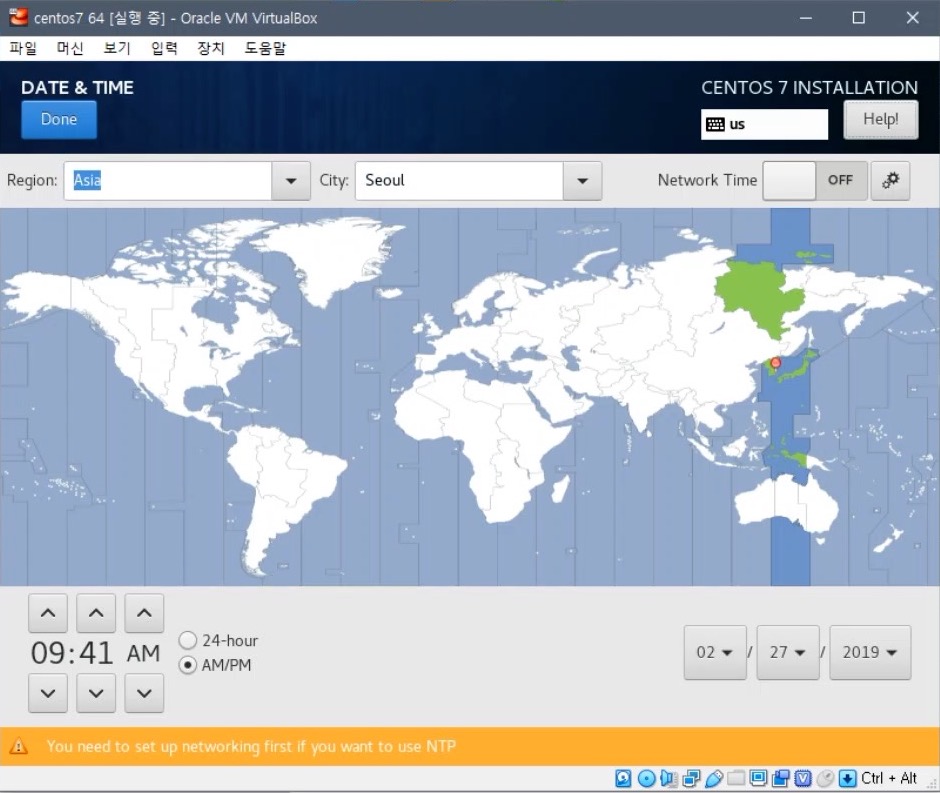 centos7 64 [실행 중] - Oracle VM VirtualBox
파일 머신 보기 입력 장치 도움말
DATE & TIME
CENTOS 7 INSTALLATION
Done
us
Help!
Region: Asia City: Seoul Network Time OFF
09:41 AM
24-hour
AM/PM
02 / 27 / 2019
You need to set up networking first if you want to use NTP
Ctrl + Alt